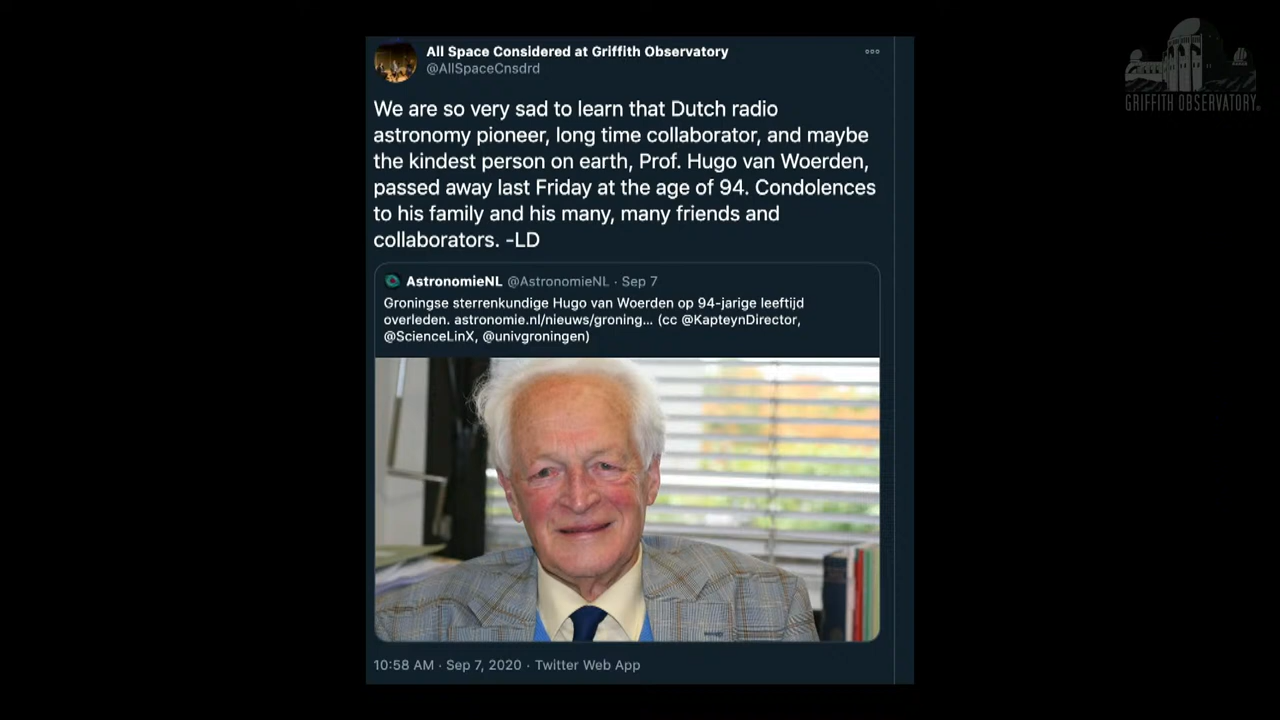 All Space Considered at Griffith Observatory
@AllSpaceCnsdrd
We are so very sad to learn that Dutch radio
astronomy pioneer, long time collaborator, and maybe
the kindest person on earth, Prof. Hugo van Woerden,
passed away last Friday at the age of 94. Condolences
to his family and his many, many friends and
collaborators. -LD
AstronomieNL @AstronomieNL · Sep 7
Groningse sterrenkundige Hugo van Woerden op 94-jarige leeftijd
overleden. astronomie.nl/nieuws/groning... (cc @KapteynDirector,
@ScienceLinX, @univgroningen)
10:58 AM · Sep 7, 2020 · Twitter Web App
GRIFFITH OBSERVATORY